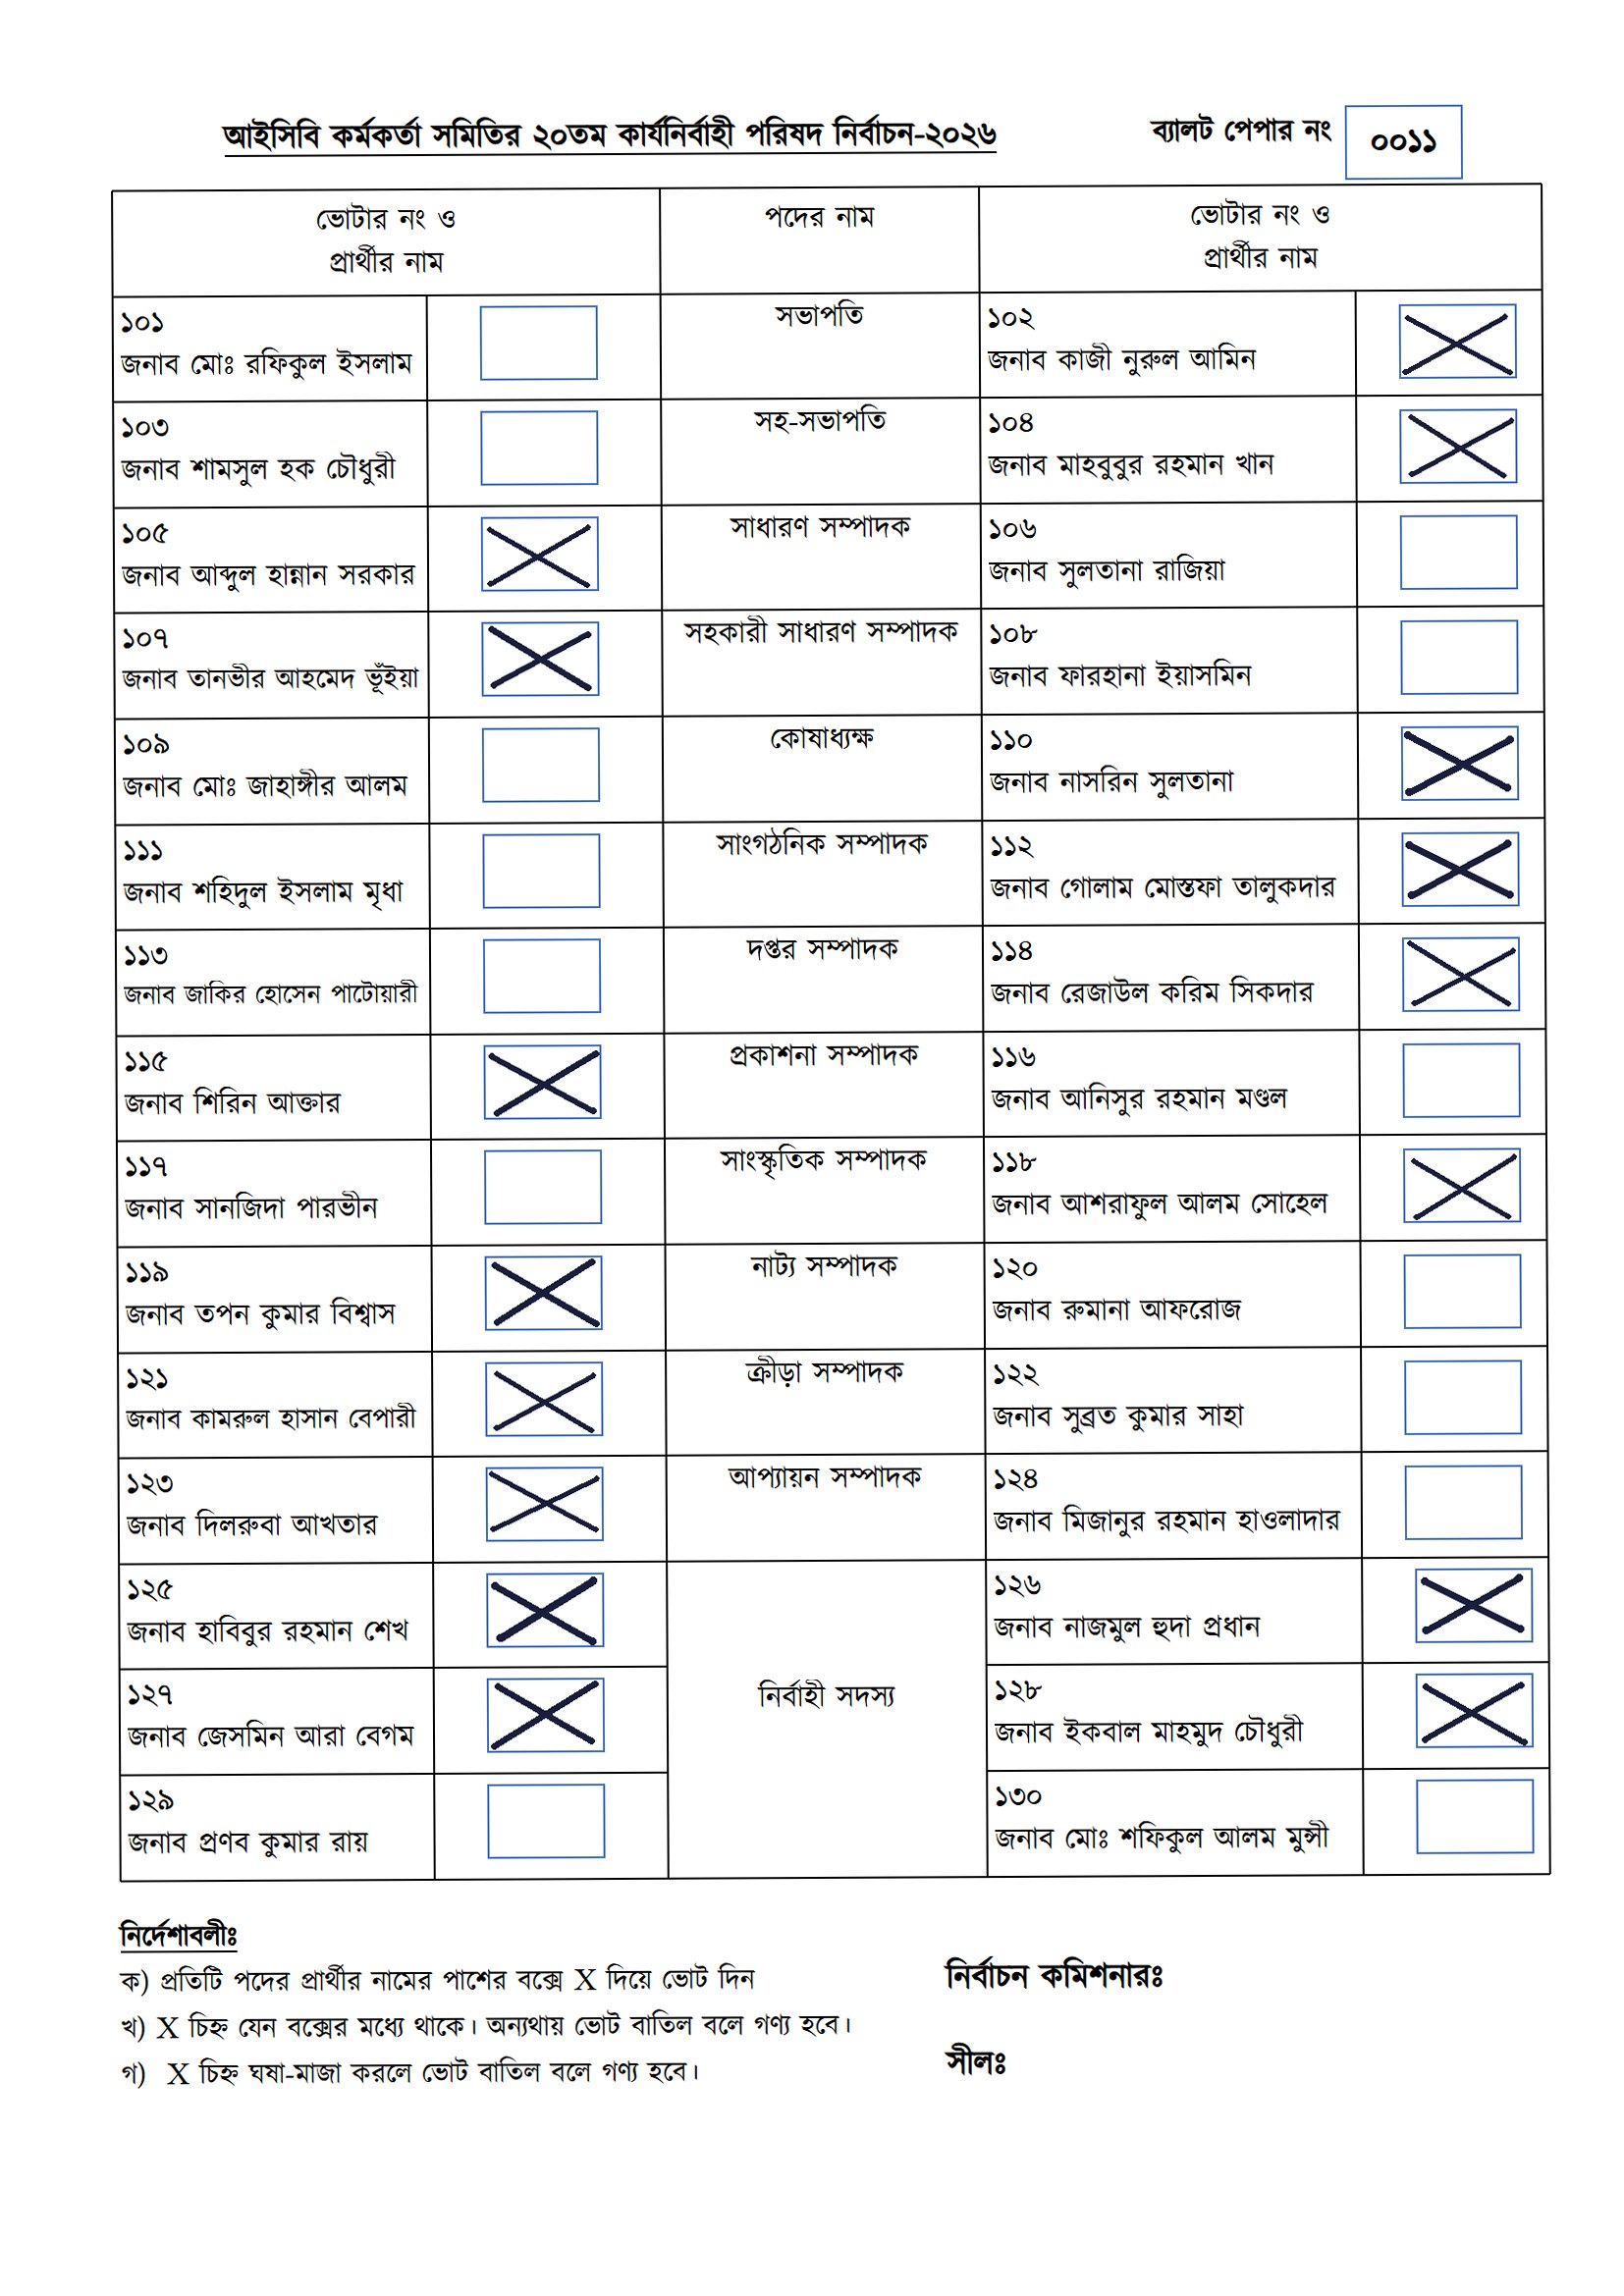 আইসিবি কর্মকর্তা সমিতির ২০তম কার্যনির্বাহী পরিষদ নির্বাচন-২০২৬
ব্যালট পেপার নং ০০১১
ভোটার নং ও
প্রার্থীর নাম
পদের নাম
ভোটার নং ও
প্রার্থীর নাম
১০১
জনাব মোঃ রফিকুল ইসলাম
সভাপতি
১০২
জনাব কাজী নুরুল আমিন
১০৩
জনাব শামসুল হক চৌধুরী
সহ-সভাপতি
১০৪
জনাব মাহবুবুর রহমান খান
১০৫
জনাব আব্দুল হান্নান সরকার
সাধারণ সম্পাদক
১০৬
জনাব সুলতানা রাজিয়া
১০৭
জনাব তানভীর আহমেদ ভূঁইয়া
সহকারী সাধারণ সম্পাদক
১০৮
জনাব ফারহানা ইয়াসমিন
১০৯
জনাব মোঃ জাহাঙ্গীর আলম
কোষাধ্যক্ষ
১১০
জনাব নাসরিন সুলতানা
১১১
জনাব শহিদুল ইসলাম মৃধা
সাংগঠনিক সম্পাদক
১১২
জনাব গোলাম মোস্তফা তালুকদার
১১৩
জনাব জাকির হোসেন পাটোয়ারী
দপ্তর সম্পাদক
১১৪
জনাব রেজাউল করিম সিকদার
১১৫
জনাব শিরিন আক্তার
প্রকাশনা সম্পাদক
১১৬
জনাব আনিসুর রহমান মণ্ডল
১১৭
জনাব সানজিদা পারভীন
সাংস্কৃতিক সম্পাদক
১১৮
জনাব আশরাফুল আলম সোহেল
১১৯
জনাব তপন কুমার বিশ্বাস
নাট্য সম্পাদক
১২০
জনাব রুমানা আফরোজ
১২১
জনাব কামরুল হাসান বেপারী
ক্রীড়া সম্পাদক
১২২
জনাব সুব্রত কুমার সাহা
১২৩
জনাব দিলরুবা আখতার
আপ্যায়ন সম্পাদক
১২৪
জনাব মিজানুর রহমান হাওলাদার
১২৫
জনাব হাবিবুর রহমান শেখ
১২৬
জনাব নাজমুল হুদা প্রধান
১২৭
জনাব জেসমিন আরা বেগম
নির্বাহী সদস্য
১২৮
জনাব ইকবাল মাহমুদ চৌধুরী
১২৯
জনাব প্রণব কুমার রায়
১৩০
জনাব মোঃ শফিকুল আলম মুন্সী
নির্দেশাবলীঃ
ক) প্রতিটি পদের প্রার্থীর নামের পাশের বক্সে X দিয়ে ভোট দিন
খ) X চিহ্ন যেন বক্সের মধ্যে থাকে। অন্যথায় ভোট বাতিল বলে গণ্য হবে।
গ) X চিহ্ন ঘষা-মাজা করলে ভোট বাতিল বলে গণ্য হবে।
নির্বাচন কমিশনারঃ
সীলঃ